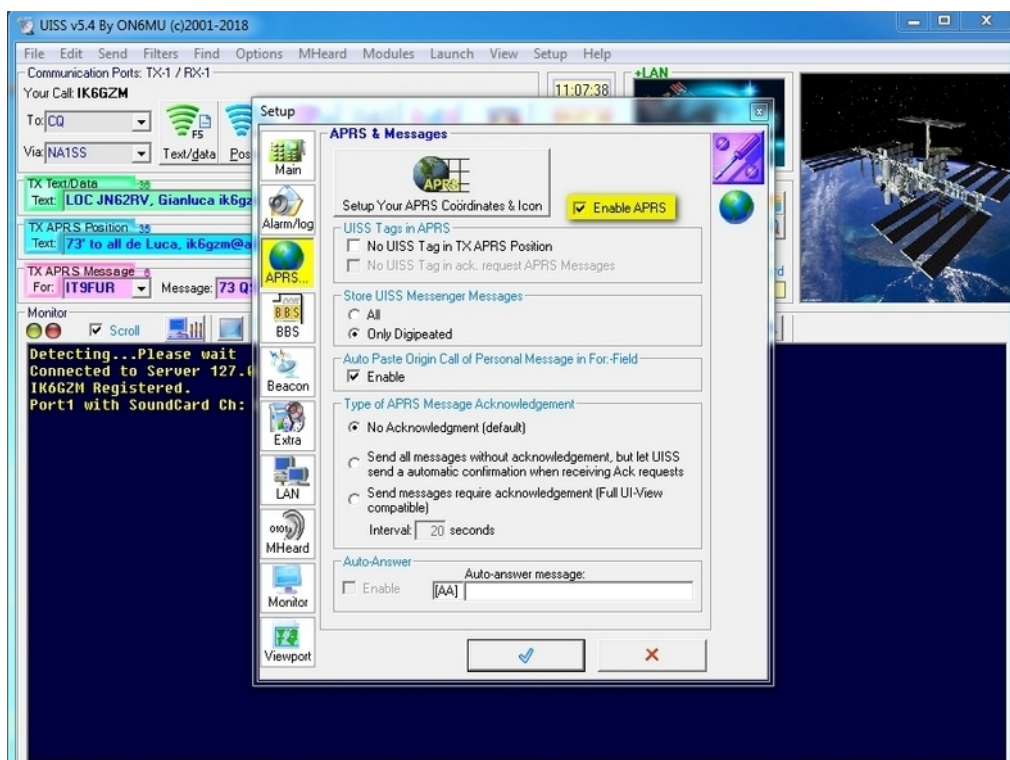 UISS v5.4 By ON6MU (c)2001-2018
File Edit Send Filters Find Options MHeard Modules Launch View Setup Help
Communication Ports: TX-1 / RX-1
+LAN
Your Call: IK6GZM
11:07:38
To: CQ
F5
Via: NA1SS
Text/data
Pos
TX Text/Data
Text: LOC JN62RV, Gianluca ik6gz
TX APRS Position
Text: 73' to all de Luca, ik6gzm@a
TX APRS Message
For: IT9FUR Message: 73 Q
Monitor
Scroll
Detecting...Please wait
Connected to Server 127.0
IK6GZM Registered.
Port1 with SoundCard Ch:
Setup
Main
Alarm/log
APRS...
BBS
BBS
Beacon
Extra
LAN
MHeard
Monitor
Viewport
APRS & Messages
APRS
Setup Your APRS Coördinates & Icon
Enable APRS
UISS Tags in APRS
No UISS Tag in TX APRS Position
No UISS Tag in ack. request APRS Messages
Store UISS Messenger Messages
All
Only Digipeated
Auto Paste Origin Call of Personal Message in For:-Field
Enable
Type of APRS Message Acknowledgement
No Acknowledgment (default)
Send all messages without acknowledgement, but let UISS
send a automatic confirmation when receiving Ack requests
Send messages require acknowledgement (Full UI-View
compatible)
Interval: 20 seconds
Auto-Answer
Auto-answer message:
Enable [AA]